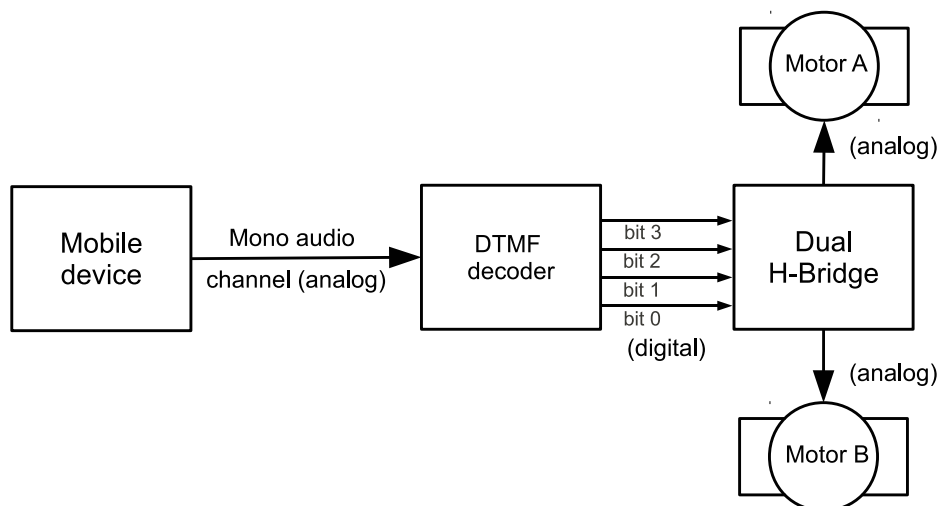 Motor A
(analog)
Mobile
device
Mono audio
channel (analog)
DTMF
decoder
bit 3
bit 2
bit 1
bit 0
(digital)
Dual
H-Bridge
(analog)
Motor B